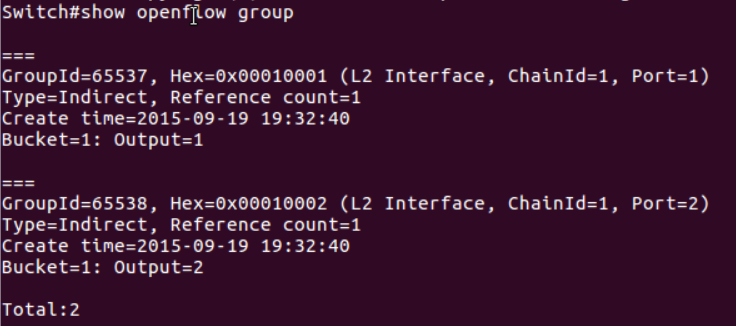 Switch#show openflow group
===
GroupId=65537, Hex=0x00010001 (L2 Interface, ChainId=1, Port=1)
Type=Indirect, Reference count=1
Create time=2015-09-19 19:32:40
Bucket=1: Output=1
===
GroupId=65538, Hex=0x00010002 (L2 Interface, ChainId=1, Port=2)
Type=Indirect, Reference count=1
Create time=2015-09-19 19:32:40
Bucket=1: Output=2
Total:2